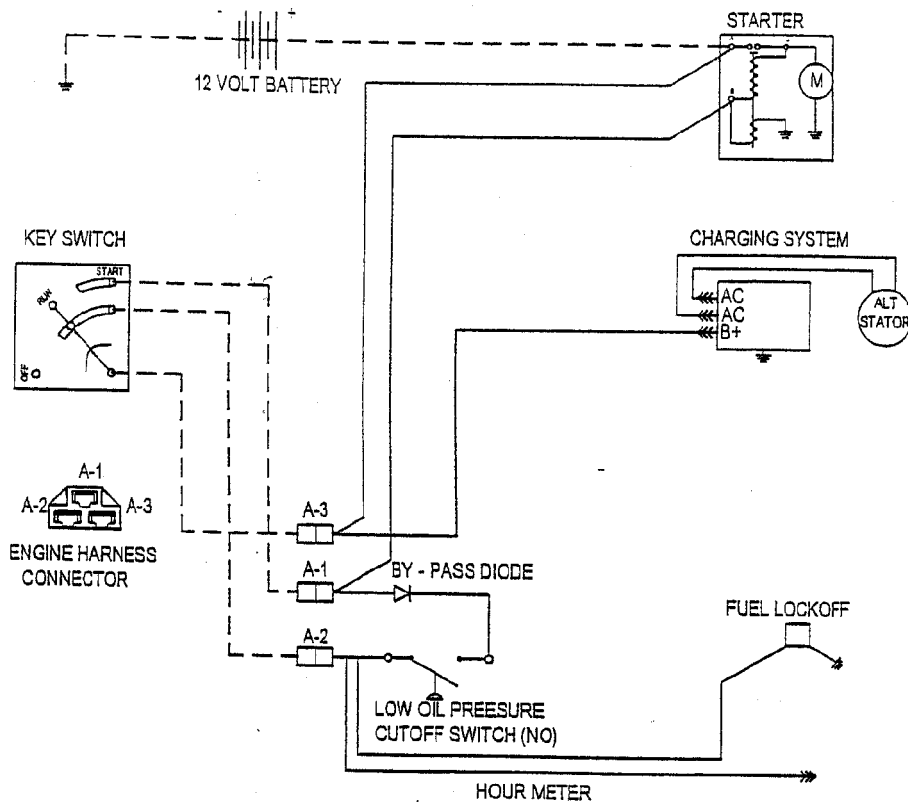 - +
STARTER
12 VOLT BATTERY
M
KEY SWITCH
START
RUN
OFF
CHARGING SYSTEM
AC
AC
B+
ALT
STATOR
A-1
A-2
A-3
ENGINE HARNESS
CONNECTOR
A-3
A-1
BY - PASS DIODE
A-2
FUEL LOCKOFF
LOW OIL PREESURE
CUTOFF SWITCH (NO)
HOUR METER